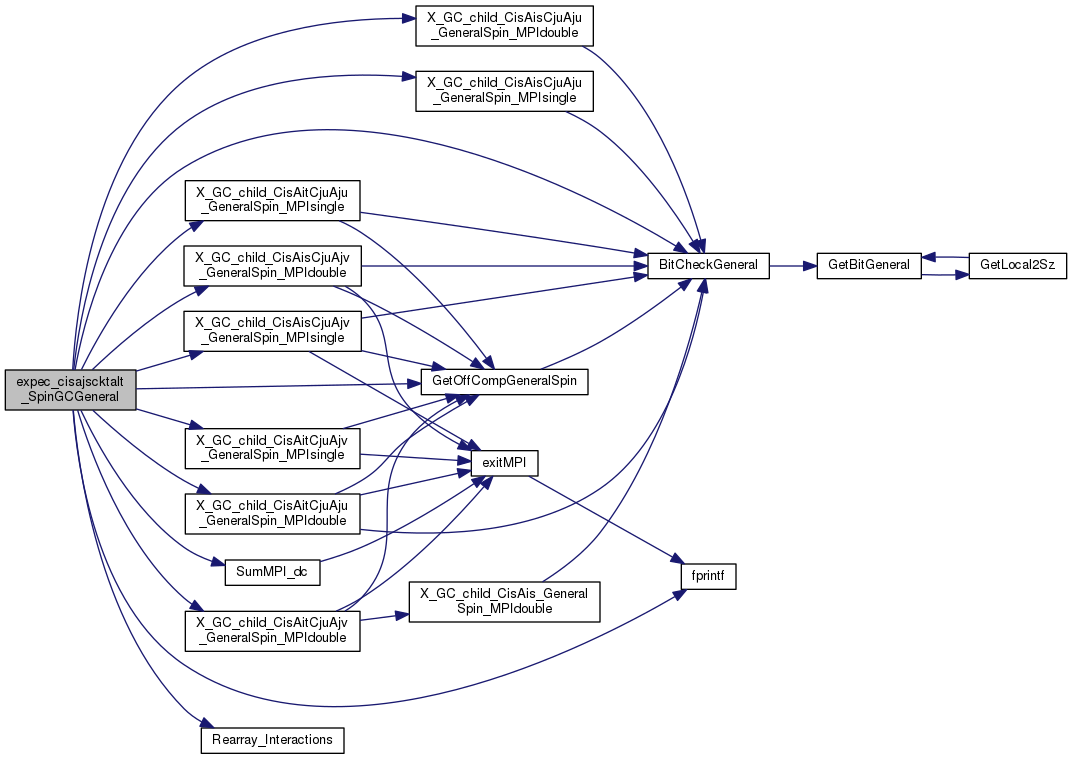 X_GC_child_CisAisCjuAju
_GeneralSpin_MPIdouble
X_GC_child_CisAisCjuAju
_GeneralSpin_MPIsingle
X_GC_child_CisAitCjuAju
_GeneralSpin_MPIsingle
X_GC_child_CisAisCjuAjv
_GeneralSpin_MPIdouble
BitCheckGeneral
GetBitGeneral
GetLocal2Sz
X_GC_child_CisAisCjuAjv
_GeneralSpin_MPIsingle
expec_cisajscktalt
_SpinGCGeneral
GetOffCompGeneralSpin
X_GC_child_CisAitCjuAjv
_GeneralSpin_MPIsingle
exitMPI
X_GC_child_CisAitCjuAju
_GeneralSpin_MPIdouble
SumMPI_dc
fprintf
X_GC_child_CisAis_General
Spin_MPIdouble
X_GC_child_CisAitCjuAjv
_GeneralSpin_MPIdouble
Rearray_Interactions